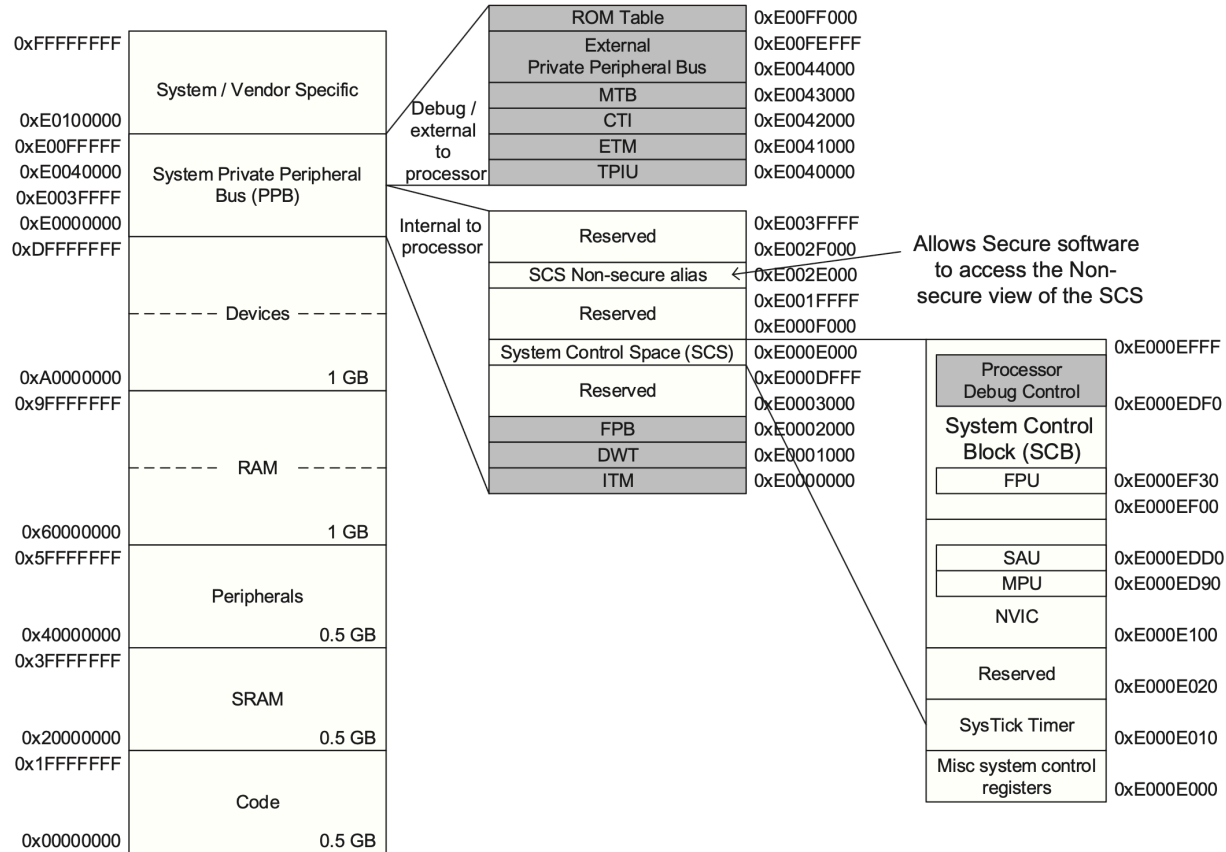 0xFFFFFFFF
System / Vendor Specific
0xE0100000
0xE00FFFFF
0xE0040000
System Private Peripheral
Bus (PPB)
0xE003FFFF
0xE0000000
0xDFFFFFFF
Devices
0xA0000000
1 GB
0x9FFFFFFF
RAM
0x60000000
1 GB
0x5FFFFFFF
Peripherals
0x40000000
0.5 GB
0x3FFFFFFF
SRAM
0x20000000
0.5 GB
0x1FFFFFFF
Code
0x00000000
0.5 GB
Debug /
external
to
processor
Internal to
processor
ROM Table
0xE00FF000
External
Private Peripheral Bus
0xE00FEFFF
0xE0044000
MTB
0xE0043000
CTI
0xE0042000
ETM
0xE0041000
TPIU
0xE0040000
Reserved
0xE003FFFF
0xE002F000
SCS Non-secure alias
0xE002E000
Reserved
0xE001FFFF
0xE000F000
System Control Space (SCS)
0xE000E000
Reserved
0xE000DFFF
0xE0003000
FPB
0xE0002000
DWT
0xE0001000
ITM
0xE0000000
Allows Secure software
to access the Non-
secure view of the SCS
0xE000EFFF
Processor
Debug Control
0xE000EDF0
System Control
Block (SCB)
FPU
0xE000EF30
0xE000EF00
SAU
0xE000EDD0
MPU
0xE000ED90
NVIC
0xE000E100
Reserved
0xE000E020
SysTick Timer
0xE000E010
Misc system control
registers
0xE000E000